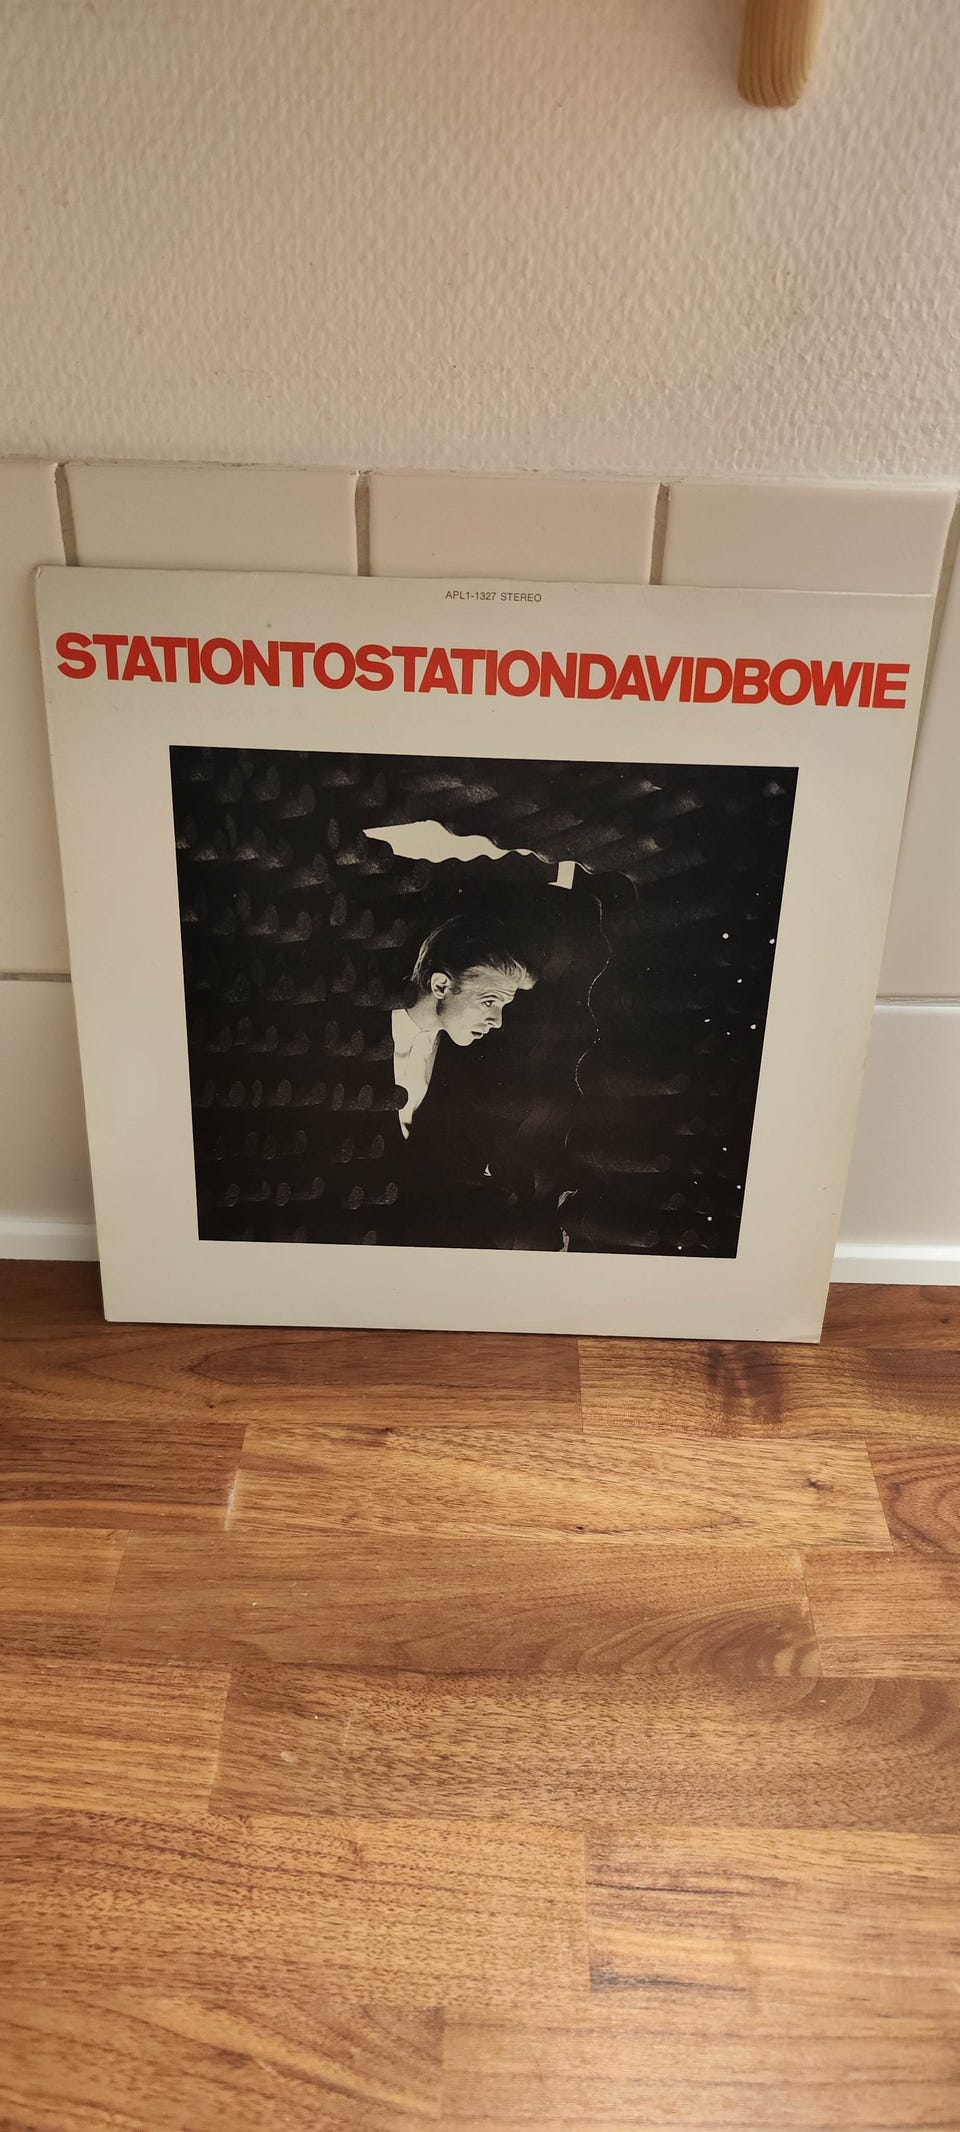 APL1-1327 STEREO
STATIONTOSTATIONDAVIDBOWIE